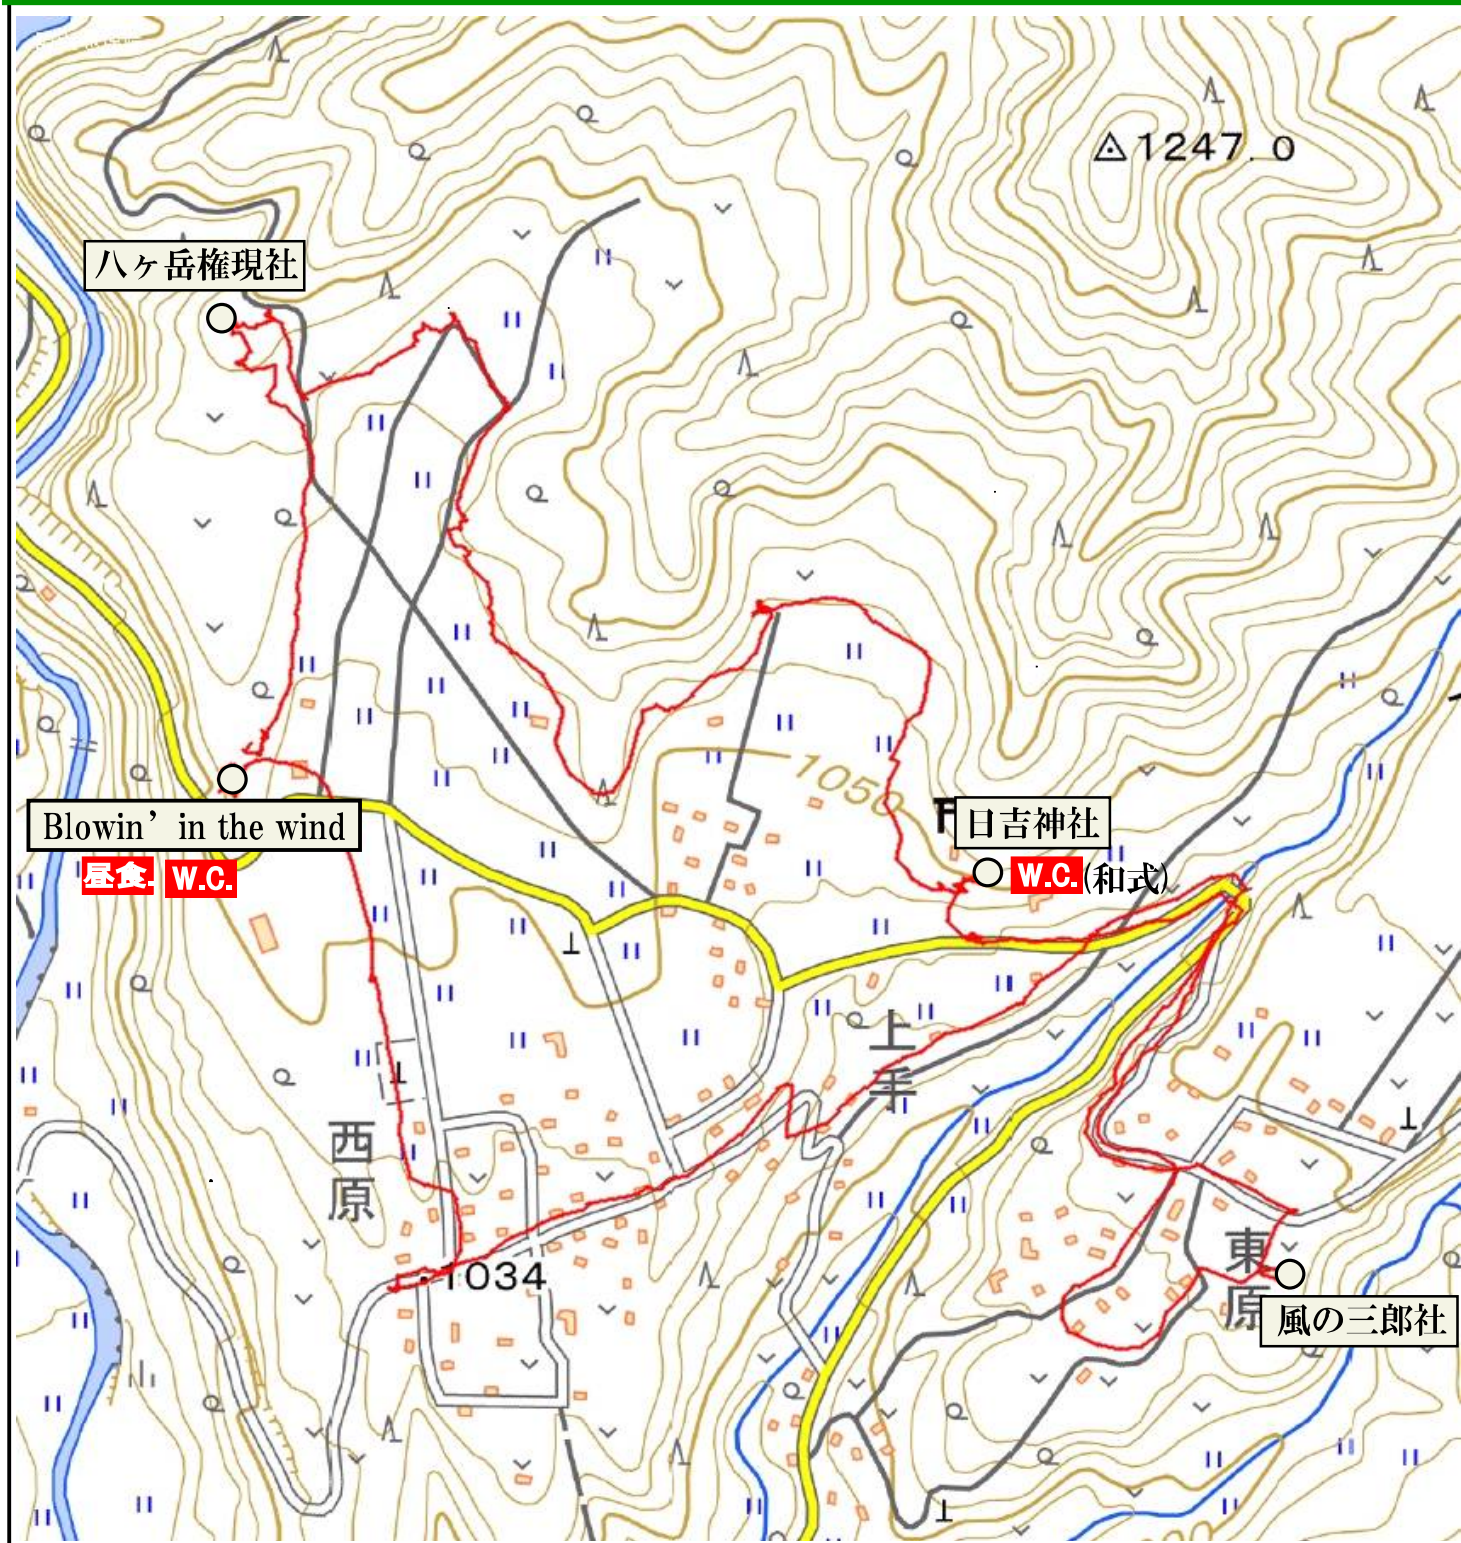 1247.0
八ヶ岳権現社
1050
日吉神社
W.C.(和式)
Blowin’ in the wind
昼食.
W.C.
上手
西原
1034
東原
風の三郎社